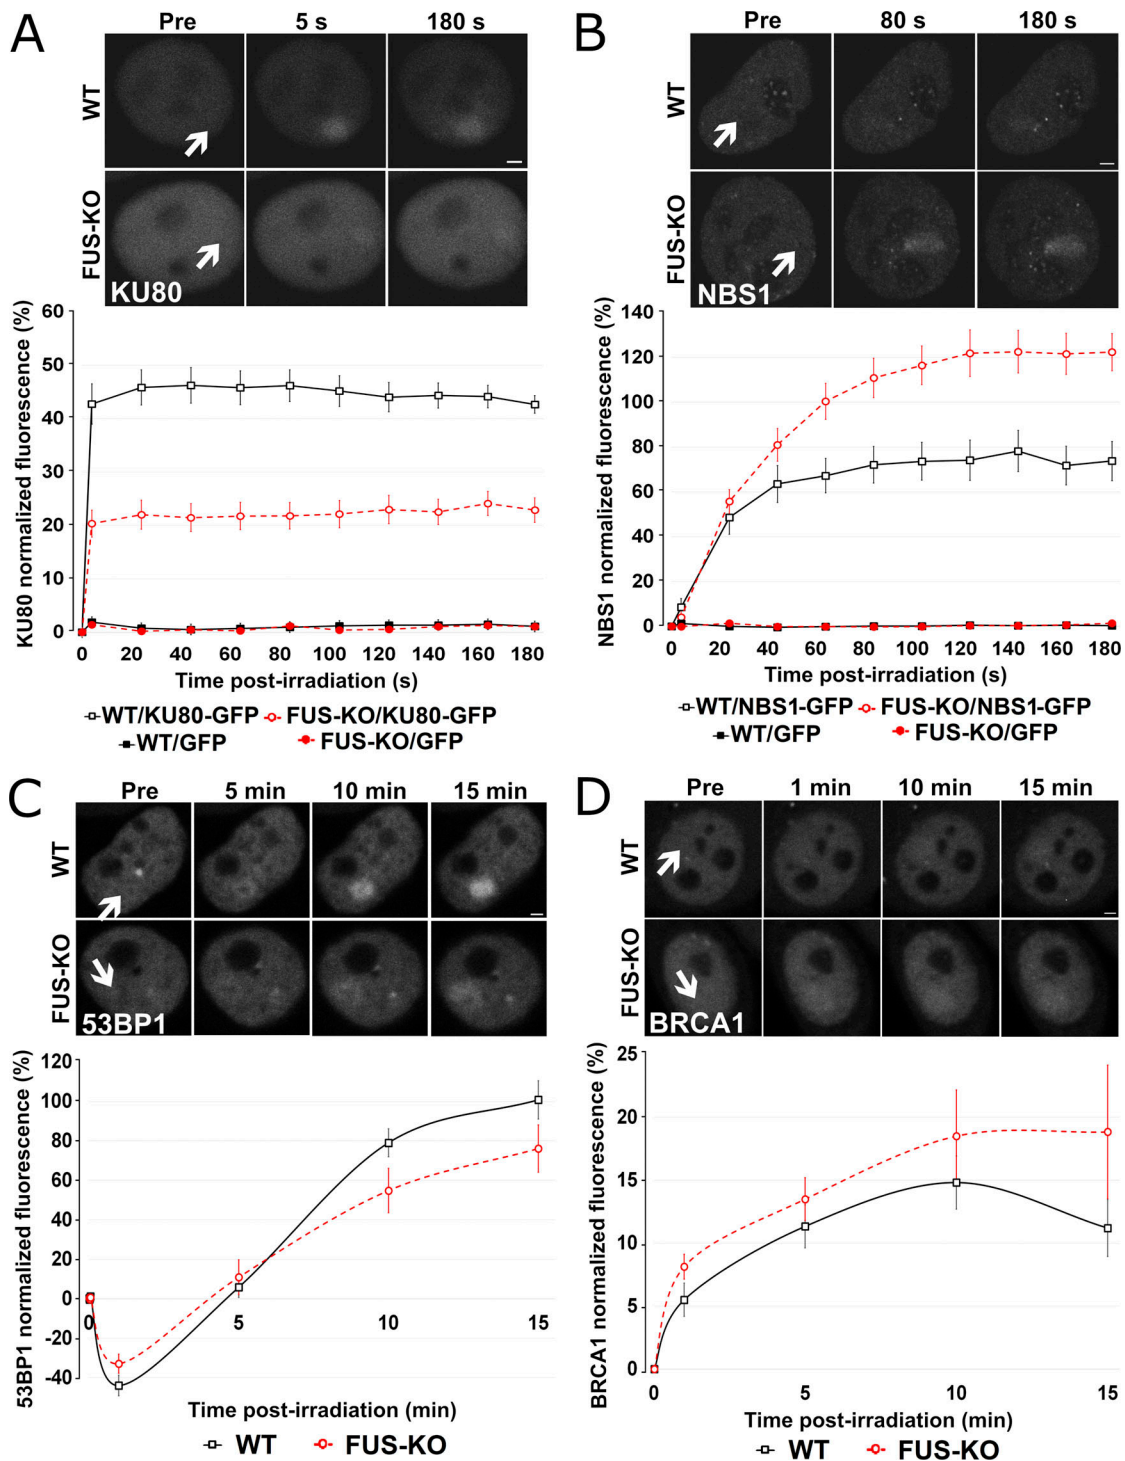 A
Pre 5 s 180 s
WT
FUS-KO
KU80
KU80 normalized fluorescence (%)
60
50
40
30
20
10
0
0 20 40 60 80 100 120 140 160 180
Time post-irradiation (s)
WT/KU80-GFP FUS-KO/KU80-GFP
WT/GFP FUS-KO/GFP
B
Pre 80 s 180 s
WT
FUS-KO
NBS1
NBS1 normalized fluorescence (%)
140
120
100
80
60
40
20
0
0 20 40 60 80 100 120 140 160 180
Time post-irradiation (s)
WT/NBS1-GFP FUS-KO/NBS1-GFP
WT/GFP FUS-KO/GFP
C
Pre 5 min 10 min 15 min
WT
FUS-KO
53BP1
53BP1 normalized fluorescence (%)
120
100
80
60
40
20
0
-20
-40
0 5 10 15
Time post-irradiation (min)
WT FUS-KO
D
Pre 1 min 10 min 15 min
WT
FUS-KO
BRCA1
BRCA1 normalized fluorescence (%)
25
20
15
10
5
0
0 5 10 15
Time post-irradiation (min)
WT FUS-KO